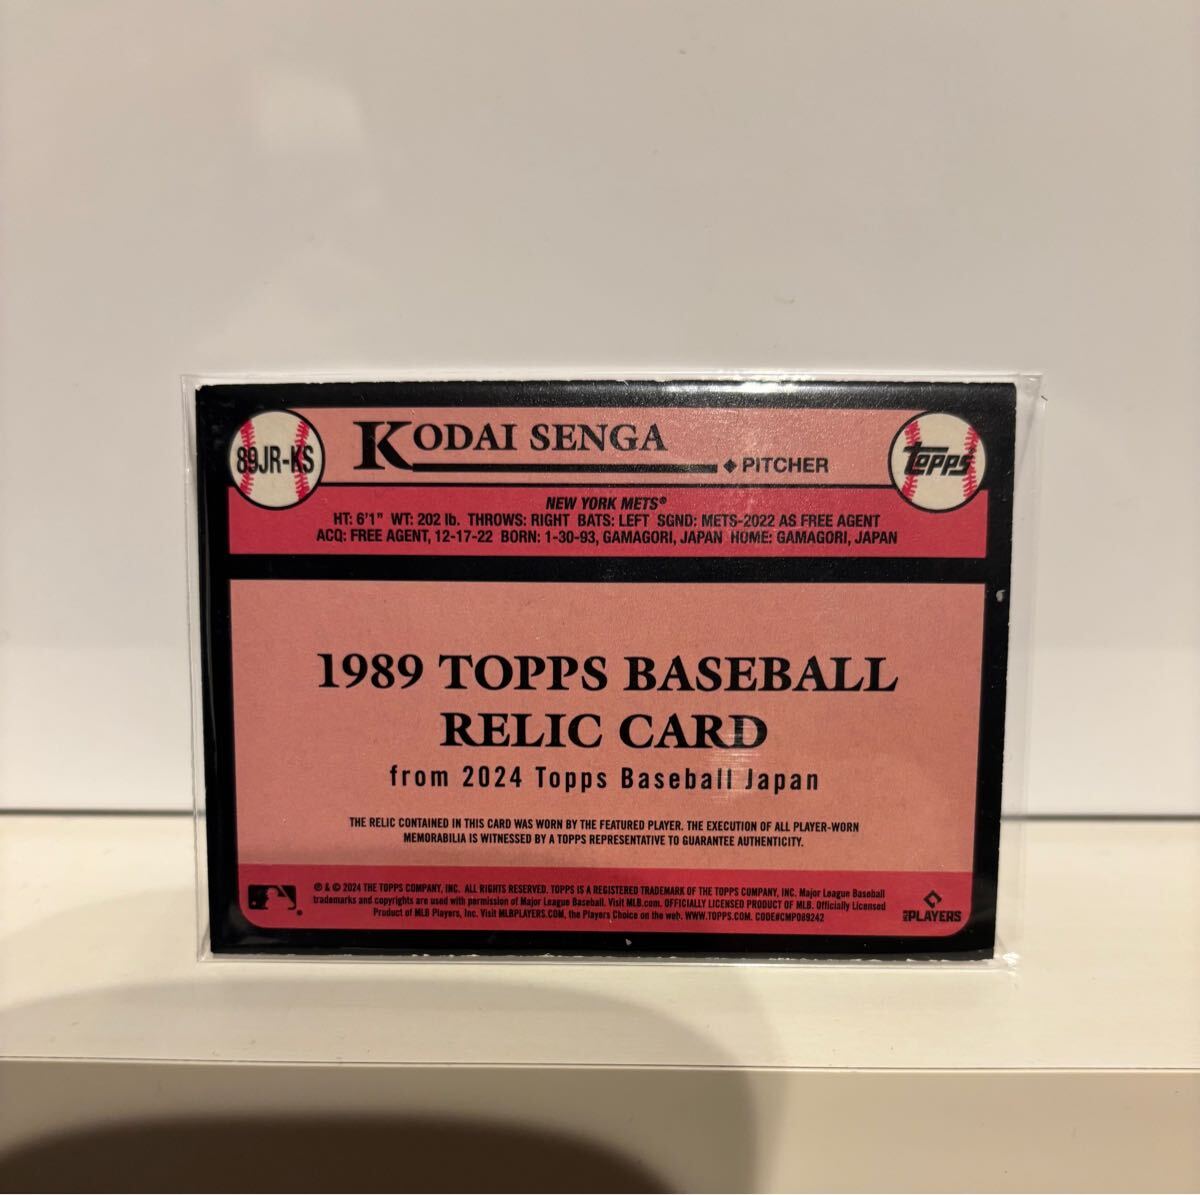 89JR-KS
KODAI SENGA
PITCHER
TOPPS
NEW YORK METS®
HT: 6'1" WT: 202 lb. THROWS: RIGHT BATS: LEFT SGND: METS-2022 AS FREE AGENT
ACQ: FREE AGENT, 12-17-22 BORN: 1-30-93, GAMAGORI, JAPAN HOME: GAMAGORI, JAPAN
1989 TOPPS BASEBALL
RELIC CARD
from 2024 Topps Baseball Japan
THE RELIC CONTAINED IN THIS CARD WAS WORN BY THE FEATURED PLAYER. THE EXECUTION OF ALL PLAYER-WORN
MEMORABILIA IS WITNESSED BY A TOPPS REPRESENTATIVE TO GUARANTEE AUTHENTICITY.
® & © 2024 THE TOPPS COMPANY, INC. ALL RIGHTS RESERVED. TOPPS IS A REGISTERED TRADEMARK OF THE TOPPS COMPANY, INC. Major League Baseball
trademarks and copyrights are used with permission of Major League Baseball. Visit MLB.com. OFFICIALLY LICENSED PRODUCT OF MLB. Officially Licensed
Product of MLB Players, Inc. Visit MLBPLAYERS.COM, the Players Choice on the web. WWW.TOPPS.COM. CODE#CMP089242
MLB PLAYERS